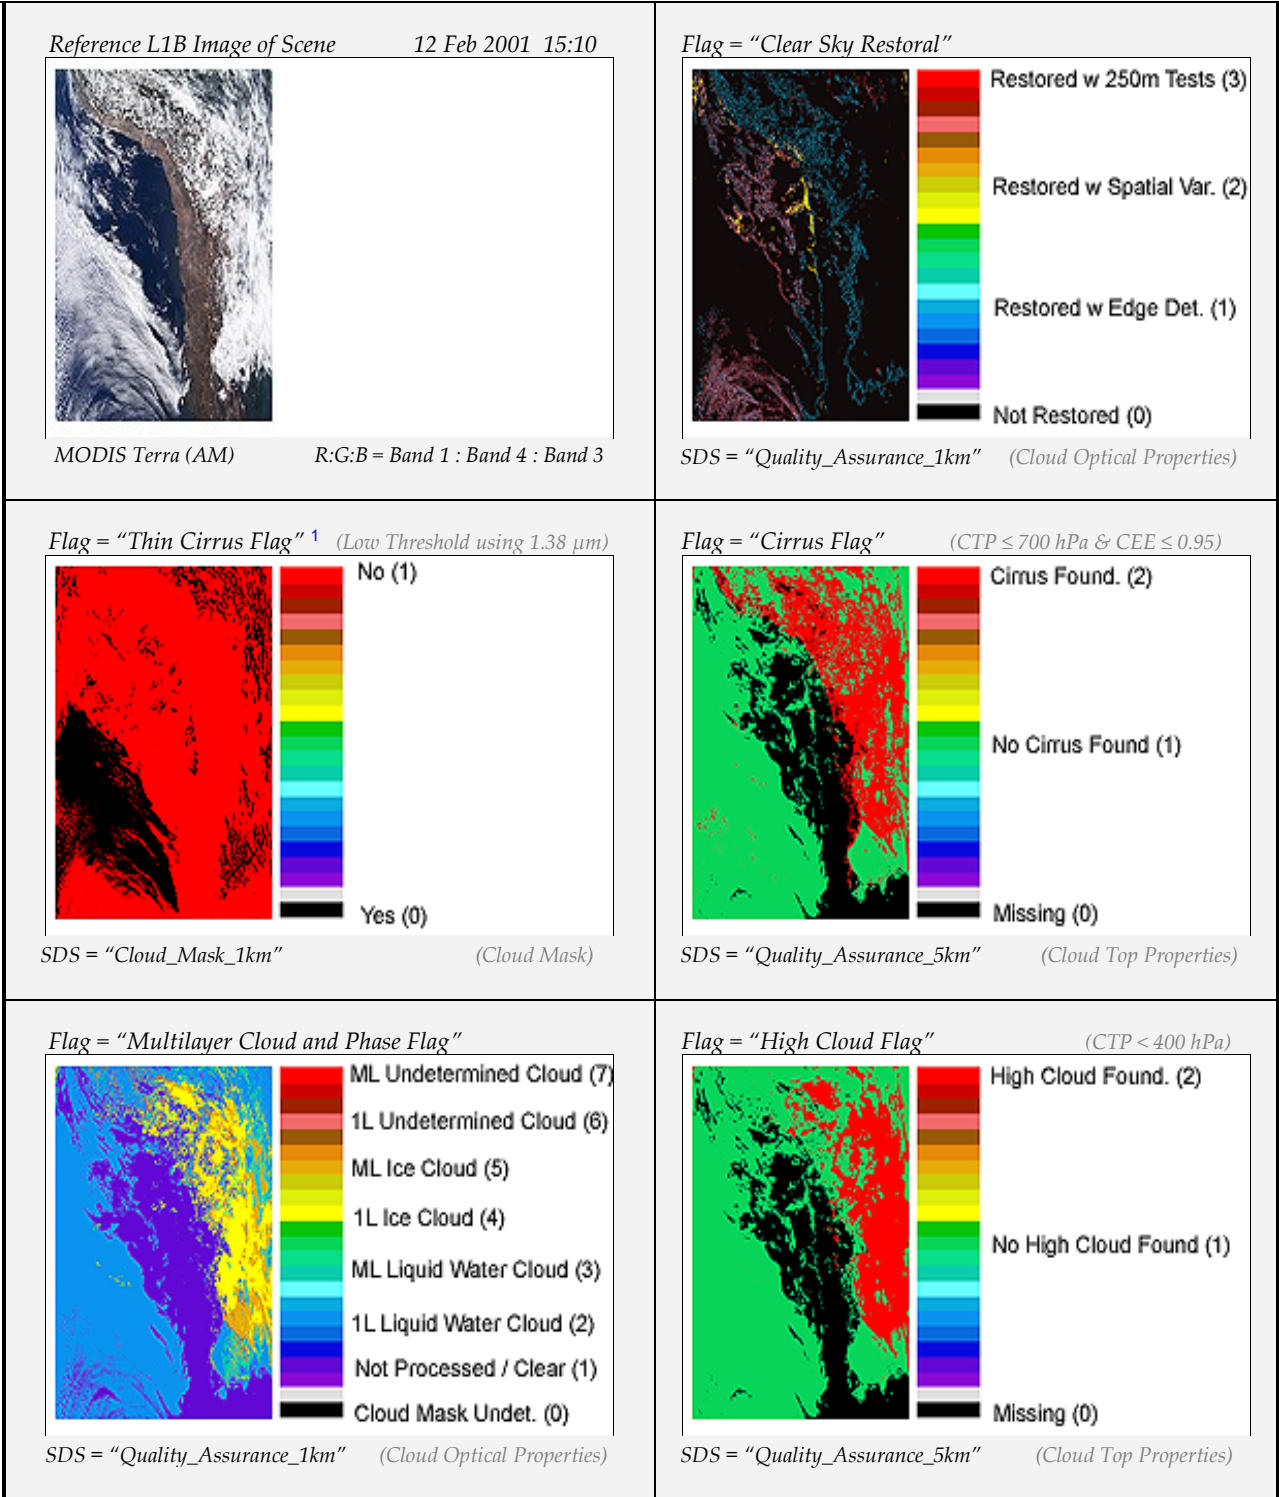 Reference L1B Image of Scene 12 Feb 2001 15:10
MODIS Terra (AM) R:G:B = Band 1 : Band 4 : Band 3
Flag = “Clear Sky Restoral”
Restored w 250m Tests (3)
Restored w Spatial Var. (2)
Restored w Edge Det. (1)
Not Restored (0)
SDS = “Quality_Assurance_1km” (Cloud Optical Properties)
Flag = “Thin Cirrus Flag” 1 (Low Threshold using 1.38 µm)
No (1)
Yes (0)
SDS = “Cloud_Mask_1km” (Cloud Mask)
Flag = “Cirrus Flag” (CTP ≤ 700 hPa & CEE ≤ 0.95)
Cirrus Found. (2)
No Cirrus Found (1)
Missing (0)
SDS = “Quality_Assurance_5km” (Cloud Top Properties)
Flag = “Multilayer Cloud and Phase Flag”
ML Undetermined Cloud (7)
1L Undetermined Cloud (6)
ML Ice Cloud (5)
1L Ice Cloud (4)
ML Liquid Water Cloud (3)
1L Liquid Water Cloud (2)
Not Processed / Clear (1)
Cloud Mask Undet. (0)
SDS = “Quality_Assurance_1km” (Cloud Optical Properties)
Flag = “High Cloud Flag” (CTP < 400 hPa)
High Cloud Found. (2)
No High Cloud Found (1)
Missing (0)
SDS = “Quality_Assurance_5km” (Cloud Top Properties)